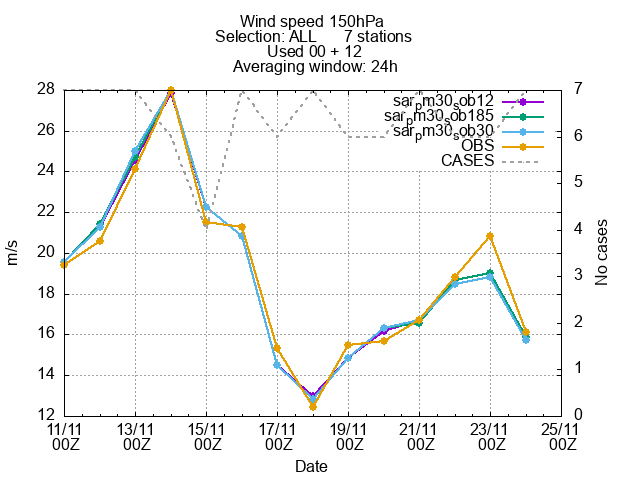 Wind speed 150hPa
Selection: ALL 7 stations
Used 00 + 12
Averaging window: 24h
28
26
24
22
20
18
16
14
12
m/s
7
6
5
4
3
2
1
0
No cases
sarpm30sob12
sarpm30sob185
sarpm30sob30
OBS
CASES
11/11 13/11 15/11 17/11 19/11 21/11 23/11 25/11
00Z 00Z 00Z 00Z 00Z 00Z 00Z 00Z
Date